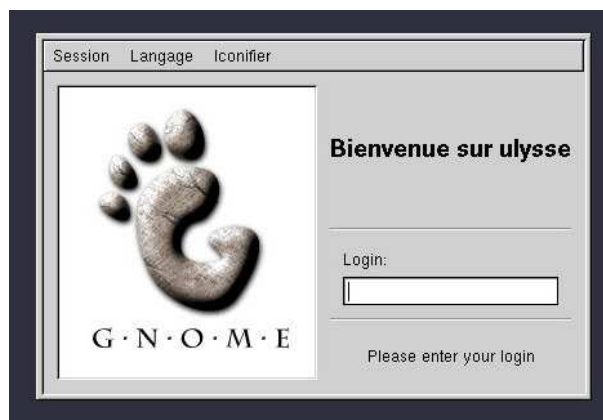 Session Langage Iconifier
Bienvenue sur ulysse
Login:
G·N·O·M·E
Please enter your login